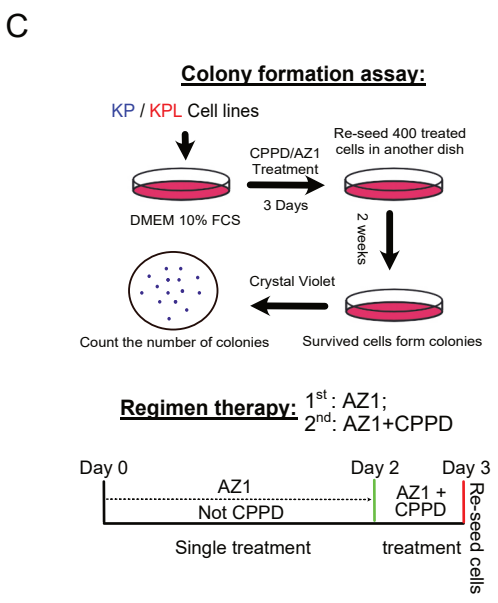 C
Colony formation assay:
KP / KPL Cell lines
CPPD/AZ1
Treatment
3 Days
Re-seed 400 treated
cells in another dish
DMEM 10% FCS
2 weeks
Crystal Violet
Count the number of colonies
Survived cells form colonies
Regimen therapy:
1st : AZ1;
2nd: AZ1+CPPD
Day 0
Day 2
Day 3
AZ1
Not CPPD
AZ1 +
CPPD
Re-seed cells
Single treatment
treatment